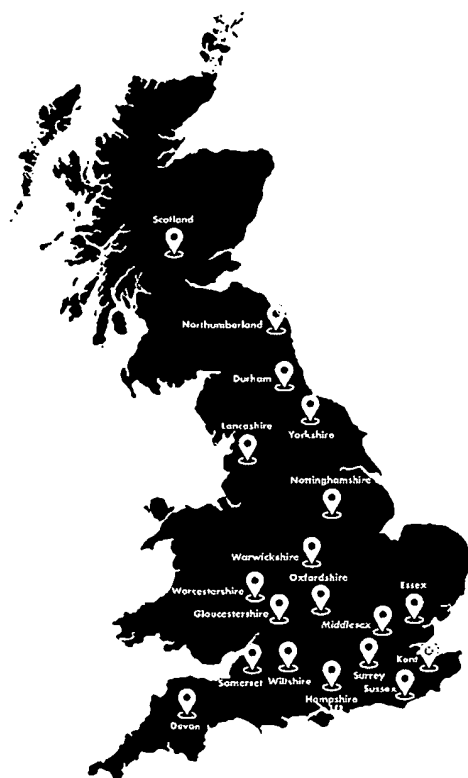 Scotland
Northumberland
Durham
Yorkshire
Lancashire
Nottinghamshire
Warwickshire
Oxfordshire
Worcestershire
Essex
Gloucestershire
Middlesex
Kent
Somerset
Wiltshire
Surrey
Sussex
Hampshire
Devon